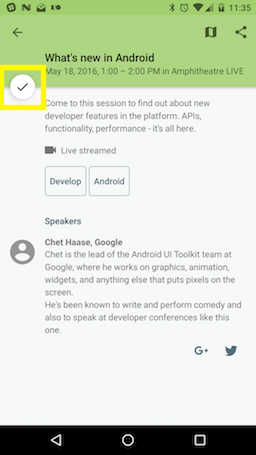 11:35
What's new in Android
May 18, 2016, 1:00 – 2:00 PM in Amphitheatre LIVE
Come to this session to find out about new
developer features in the platform. APIs,
functionality, performance - it's all here.
Live streamed
Develop
Android
Speakers
Chet Haase, Google
Chet is the lead of the Android UI Toolkit team at
Google, where he works on graphics, animation,
widgets, and anything else that puts pixels on the
screen.
He's been known to write and perform comedy and
also to speak at developer conferences like this
one.
G+